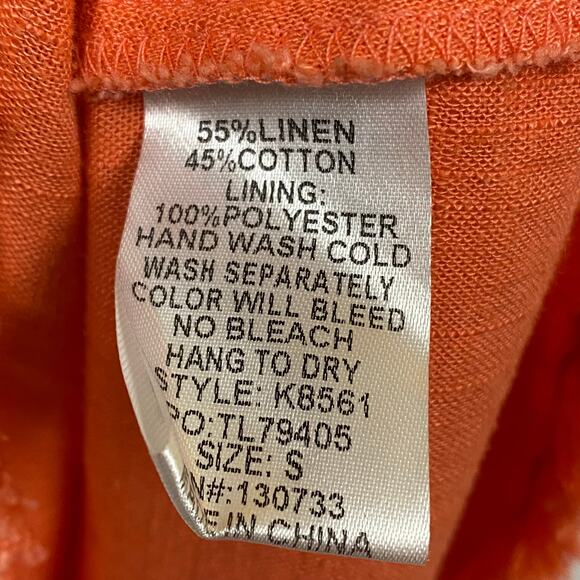 55%LINEN
45%COTTON
LINING:
100%POLYESTER
HAND WASH COLD
WASH SEPARATELY
COLOR WILL BLEED
NO BLEACH
HANG TO DRY
STYLE: K8561
PO:TL79405
SIZE: S
N#:130733
E IN CHINA